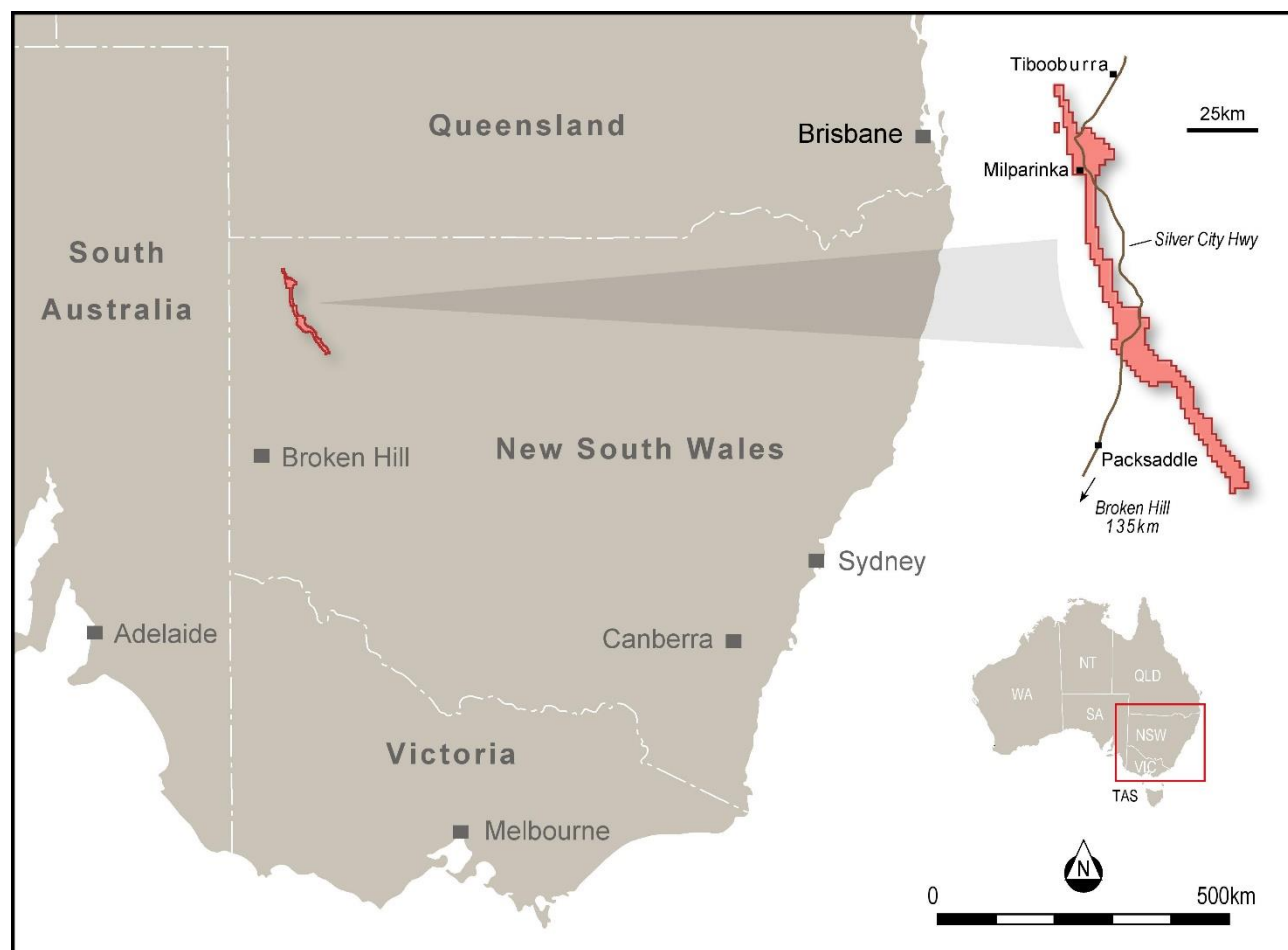 Queensland
Brisbane
South
Australia
Broken Hill
New South Wales
Sydney
Adelaide
Canberra
Victoria
Melbourne
Tibooburra
25km
Milparinka
Silver City Hwy
Packsaddle
Broken Hill
135km
WA
NT
QLD
SA
NSW
VIC
TAS
N
0 500km